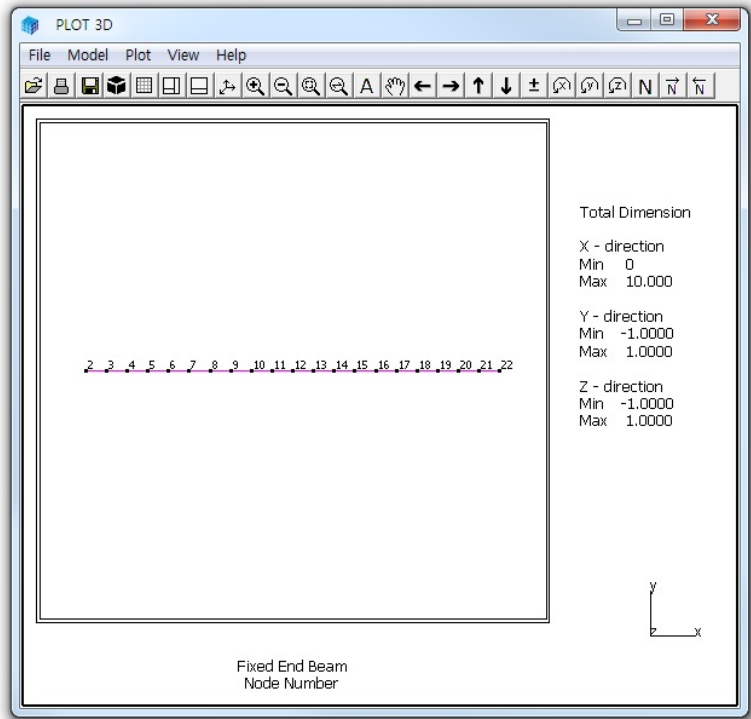 PLOT 3D
File Model Plot View Help
A ± x y z N N N
Total Dimension
X - direction
Min 0
Max 10.000
Y - direction
Min -1.0000
Max 1.0000
Z - direction
Min -1.0000
Max 1.0000
2 3 4 5 6 7 8 9 10 11 12 13 14 15 16 17 18 19 20 21 22
y
z x
Fixed End Beam
Node Number